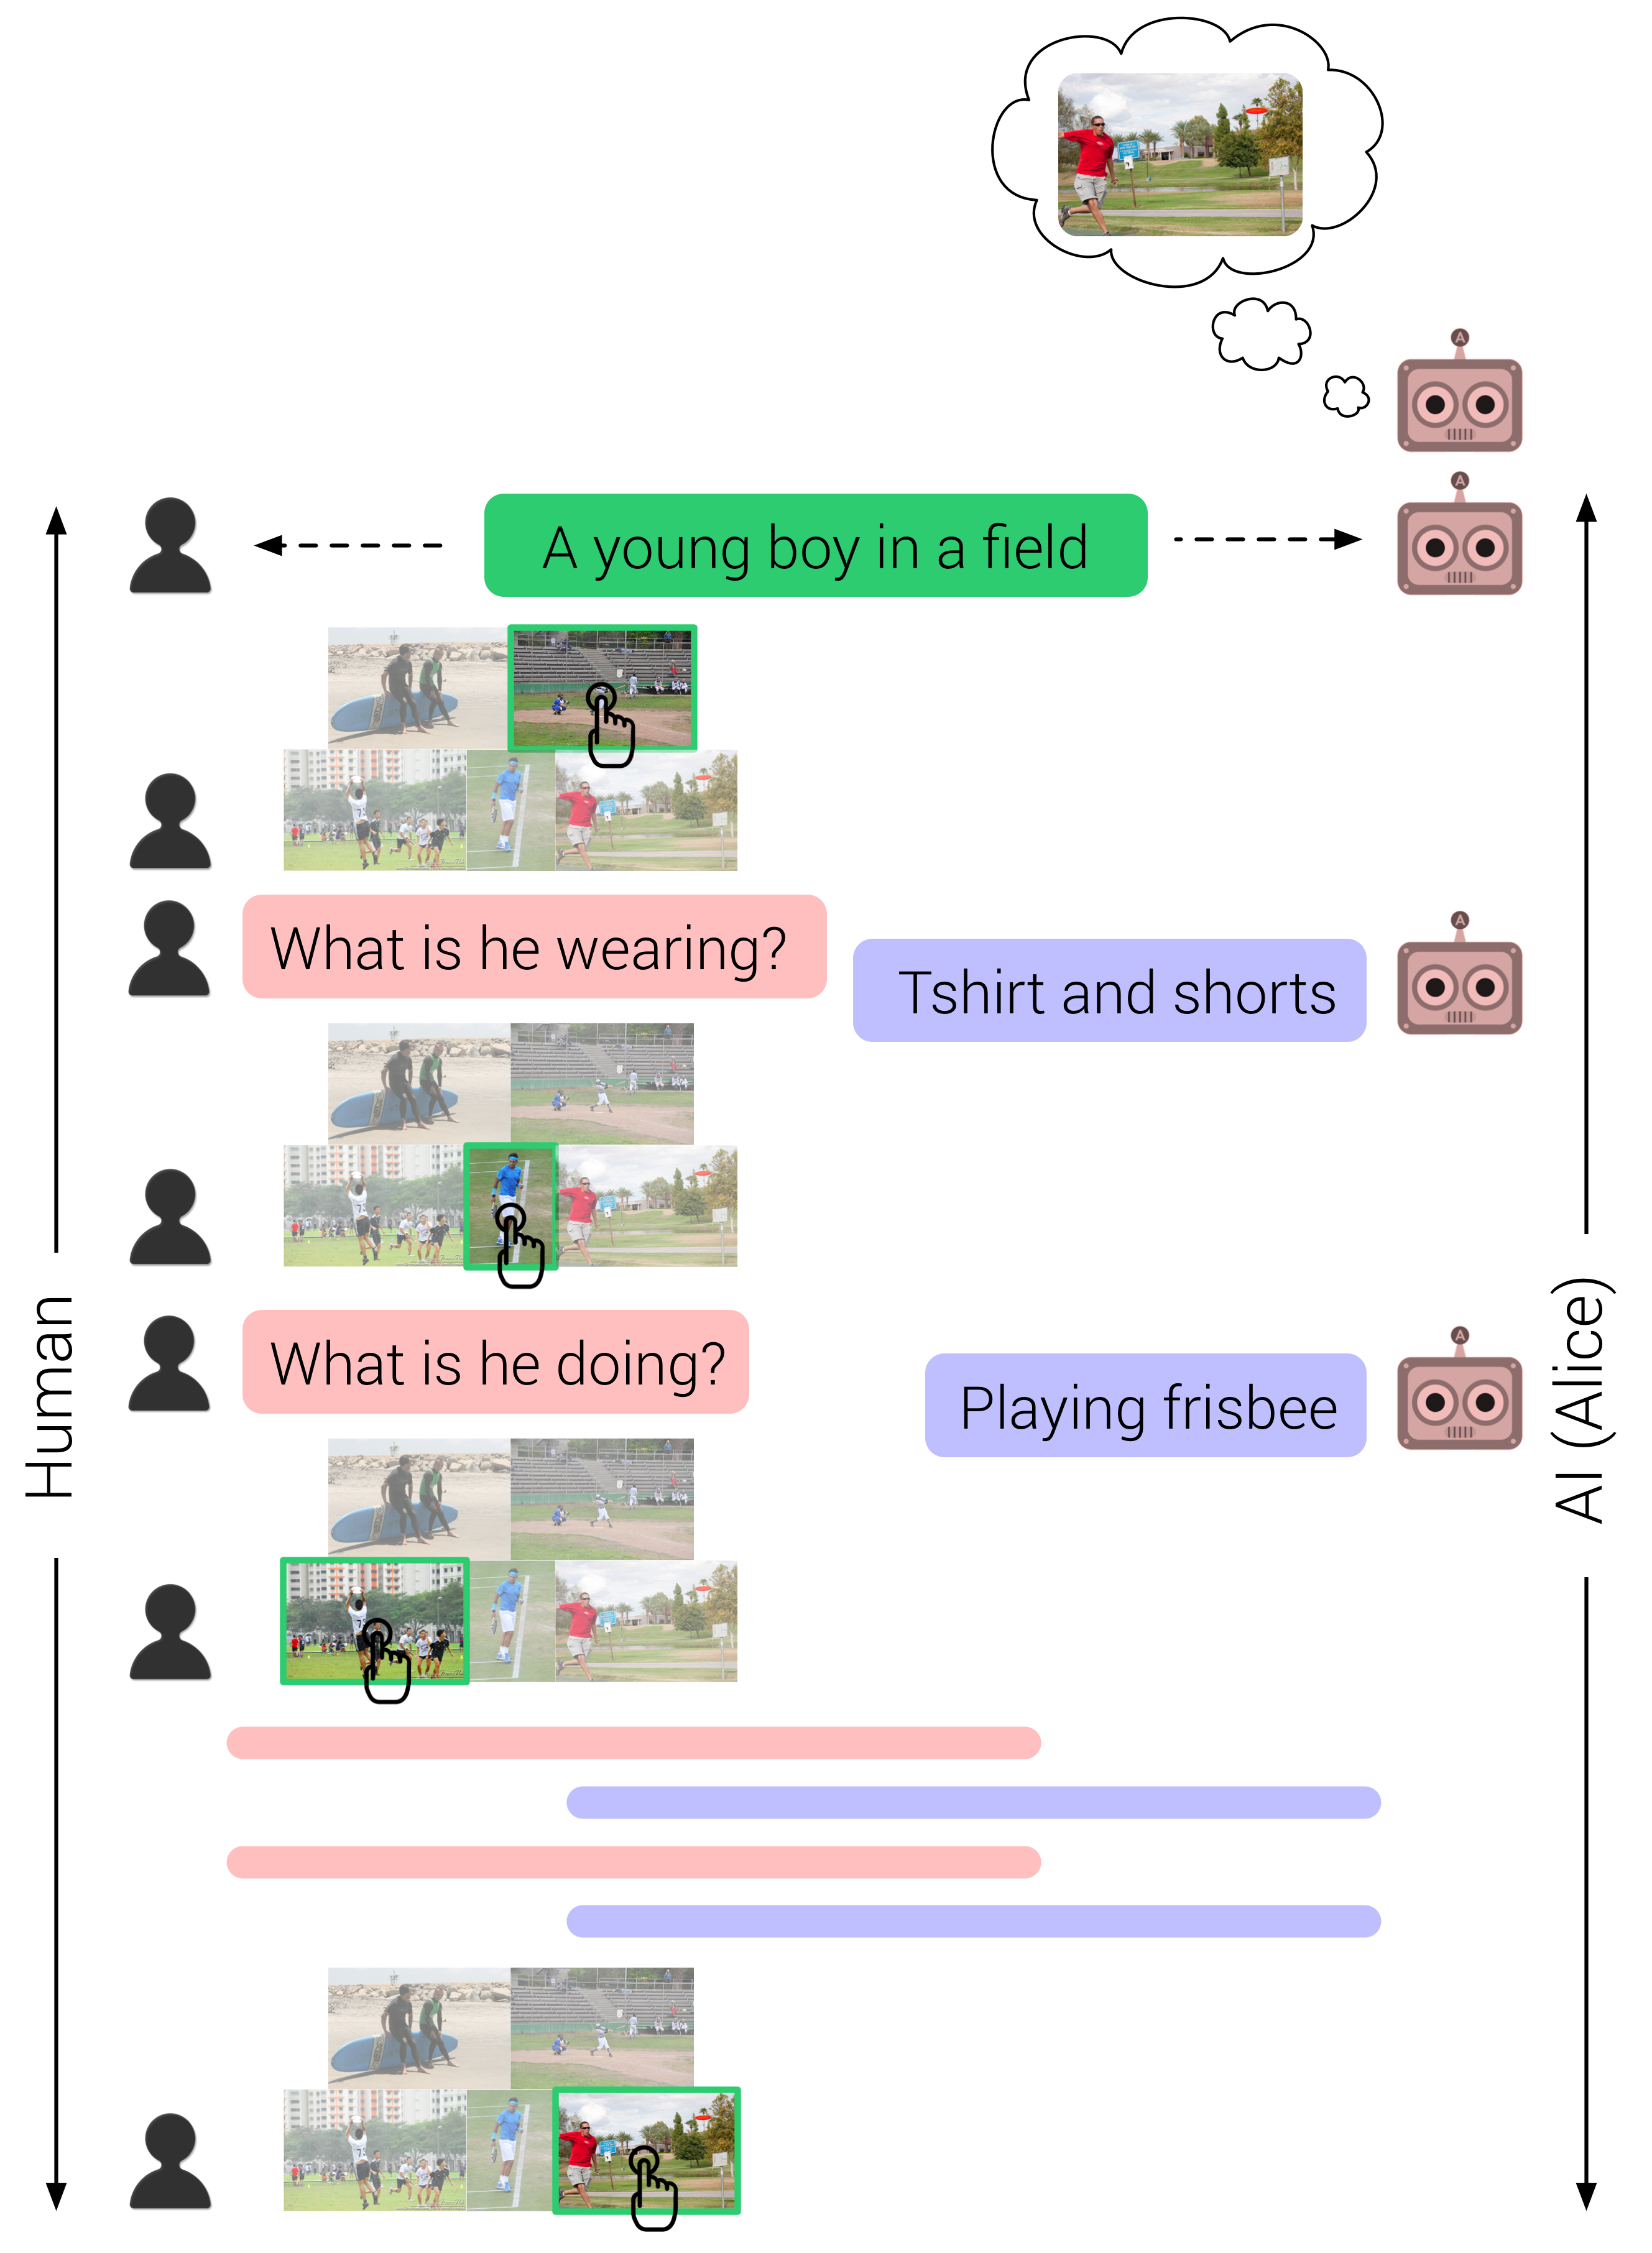 A
A
A young boy in a field
What is he wearing?
A
Tshirt and shorts
What is he doing?
A
Playing frisbee
Human
AI (Alice)